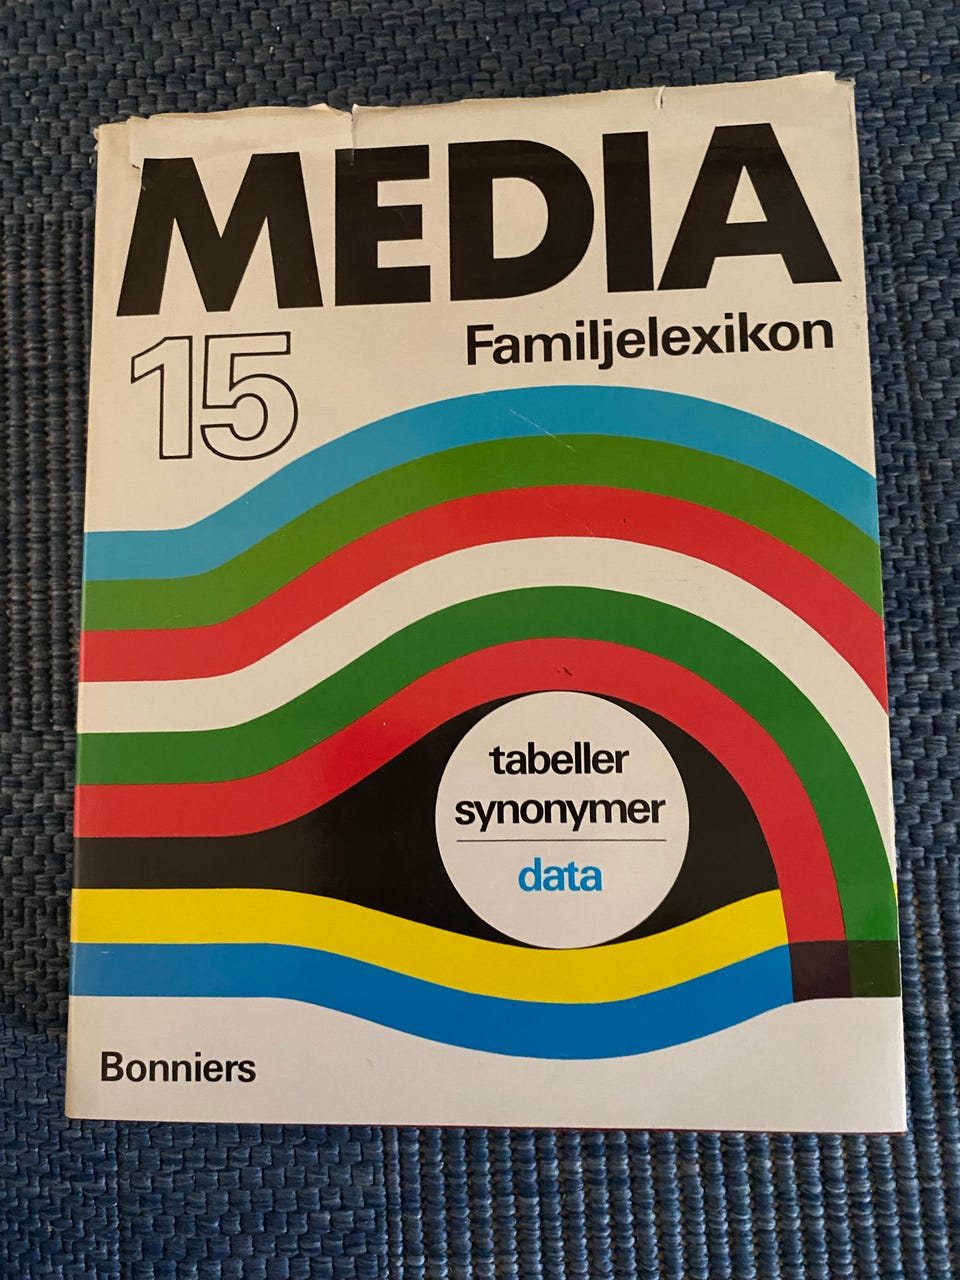 MEDIA
15
Familjelexikon
tabeller
synonymer
data
Bonniers